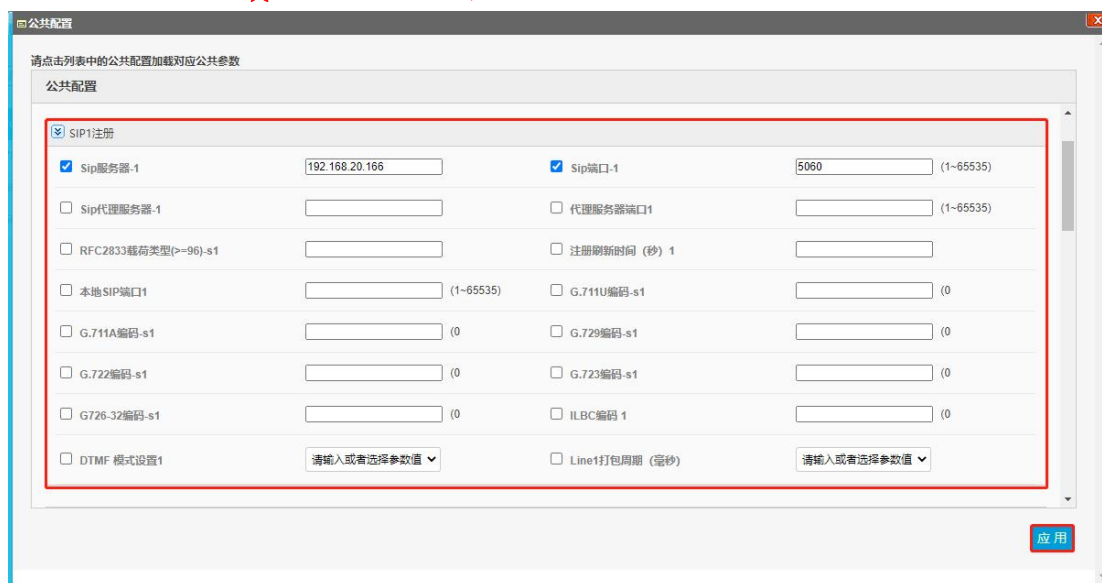 公共配置
X
请点击列表中的公共配置加载对应公共参数
公共配置
SIP1注册
Sip服务器-1 192.168.20.166 Sip端口-1 5060 (1~65535)
Sip代理服务器-1 代理服务器端口1 (1~65535)
RFC2833载荷类型(>=96)-s1 注册刷新时间 (秒) 1
本地SIP端口1 (1~65535) G.711U编码-s1 (0
G.711A编码-s1 (0 G.729编码-s1 (0
G.722编码-s1 (0 G.723编码-s1 (0
G726-32编码-s1 (0 ILBC编码 1 (0
DTMF 模式设置1 请输入或者选择参数值 Line1打包周期 (毫秒) 请输入或者选择参数值
应用